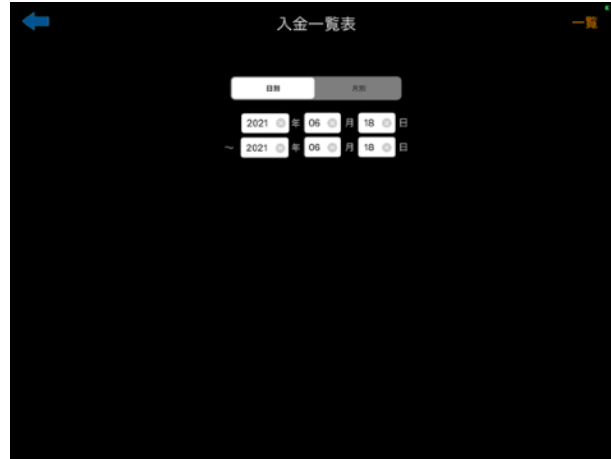 入金一覧表
一覧
日別
月別
2021 年 06 月 18 日
～ 2021 年 06 月 18 日